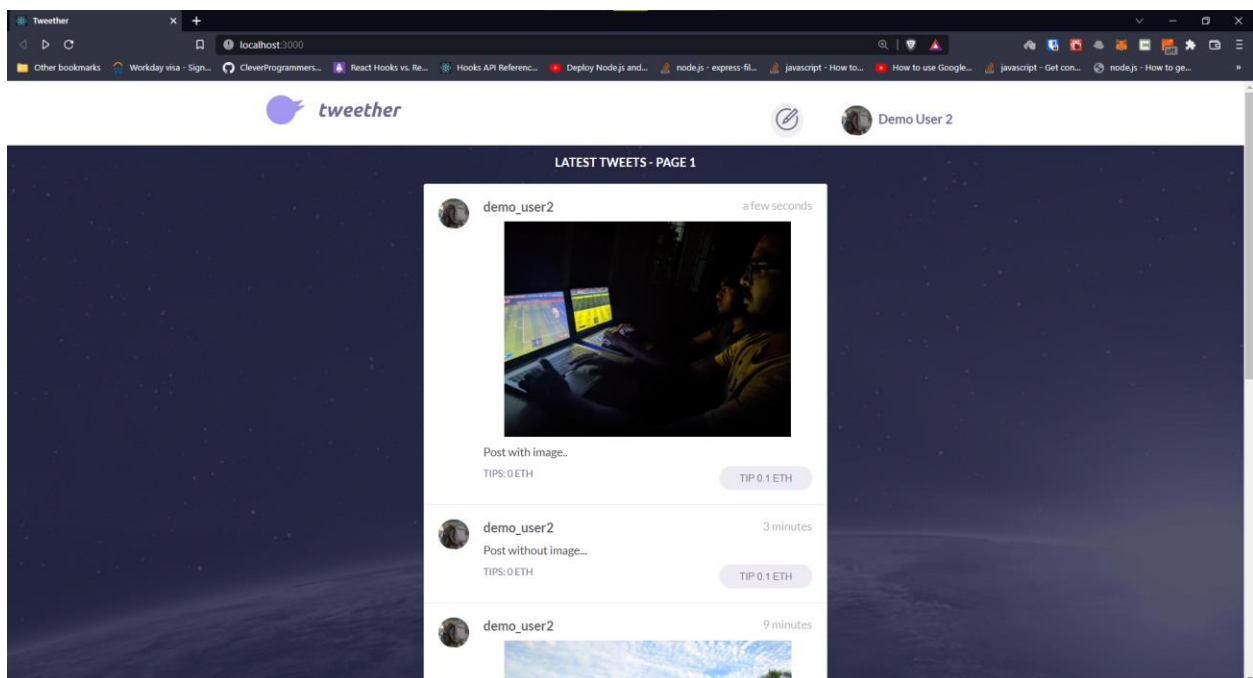 Tweether
localhost:3000
Other bookmarks
Workday visa - Sign...
CleverProgrammers...
React Hooks vs. Re...
Hooks API Referenc...
Deploy Node.js and...
node.js - express-fil...
javascript - How to...
How to use Google...
javascript - Get con...
node.js - How to ge...
tweether
Demo User 2
LATEST TWEETS - PAGE 1
demo_user2
a few seconds
Post with image..
TIPS: 0 ETH
TIP 0.1 ETH
demo_user2
3 minutes
Post without image...
TIPS: 0 ETH
TIP 0.1 ETH
demo_user2
9 minutes